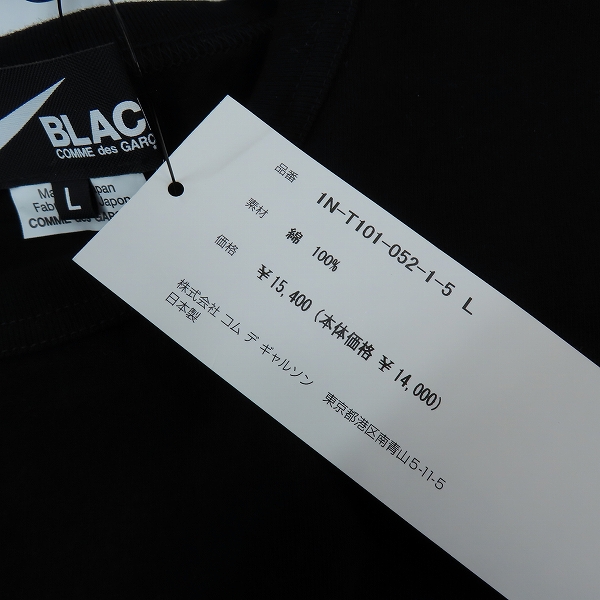 BLAC
COMME des GARÇ
L
Ma pan
Fab Japon
COMME des GA
品番 1N-T101-052-1-5 L
素材 綿 100%
価格 ¥15,400 (本体価格 ¥14,000)
株式会社 コム デ ギャルソン 東京都港区南青山5-11-5
日本製